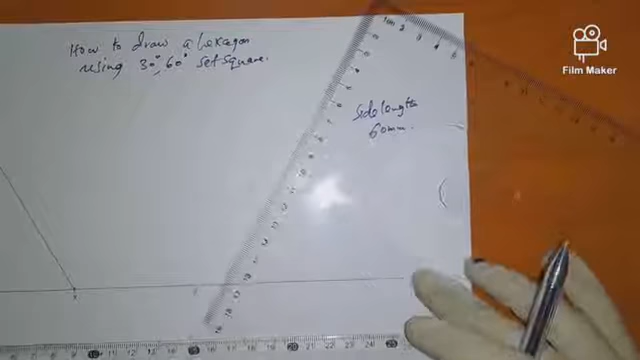 How to draw a hexagon
using 30°, 60° set square.
side length
60mm.
Film Maker